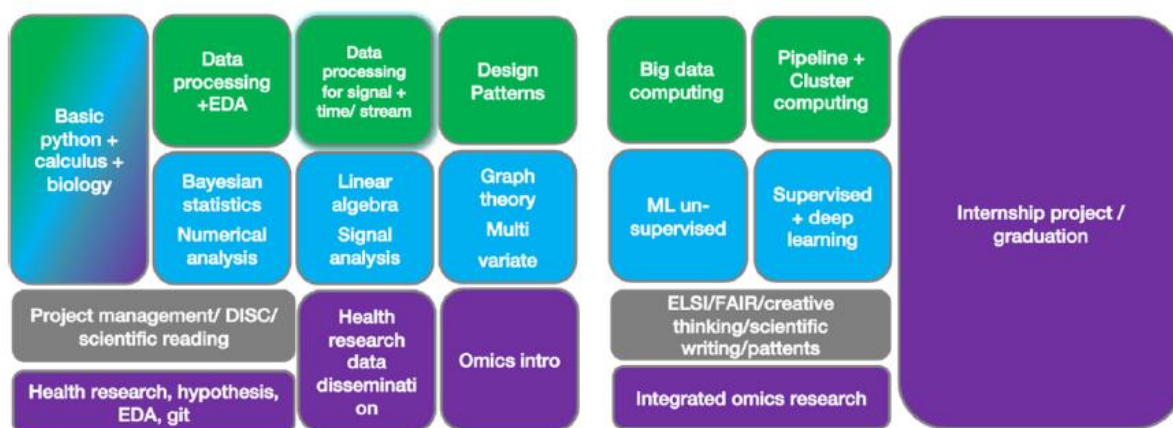 Basic
python +
calculus +
biology
Data
processing
+EDA
Data
processing
for signal +
time/ stream
Design
Patterns
Bayesian
statistics
Numerical
analysis
Linear
algebra
Signal
analysis
Graph
theory
Multi
variate
Project management/ DISC/
scientific reading
Health research, hypothesis,
EDA, git
Health
research
data
disseminati
on
Omics intro
Big data
computing
Pipeline +
Cluster
computing
ML un-
supervised
Supervised
+ deep
learning
ELSI/FAIR/creative
thinking/scientific
writing/pattents
Integrated omics research
Internship project /
graduation